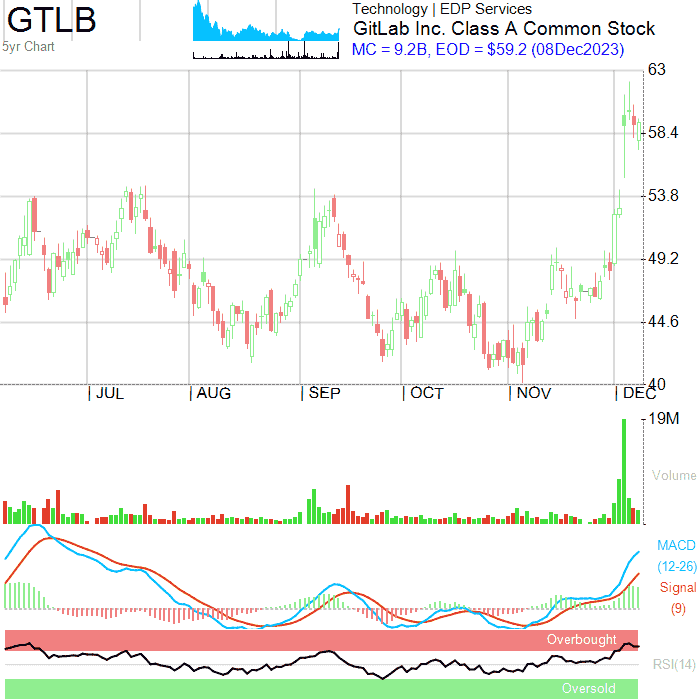 GTLB
5yr Chart
Technology | EDP Services
GitLab Inc. Class A Common Stock
MC = 9.2B, EOD = $59.2 (08Dec2023)
63
58.4
53.8
49.2
44.6
40
| JUL | AUG | SEP | OCT | NOV | DEC
19M
Volume
MACD
(12-26)
Signal
(9)
Overbought
RSI(14)
Oversold